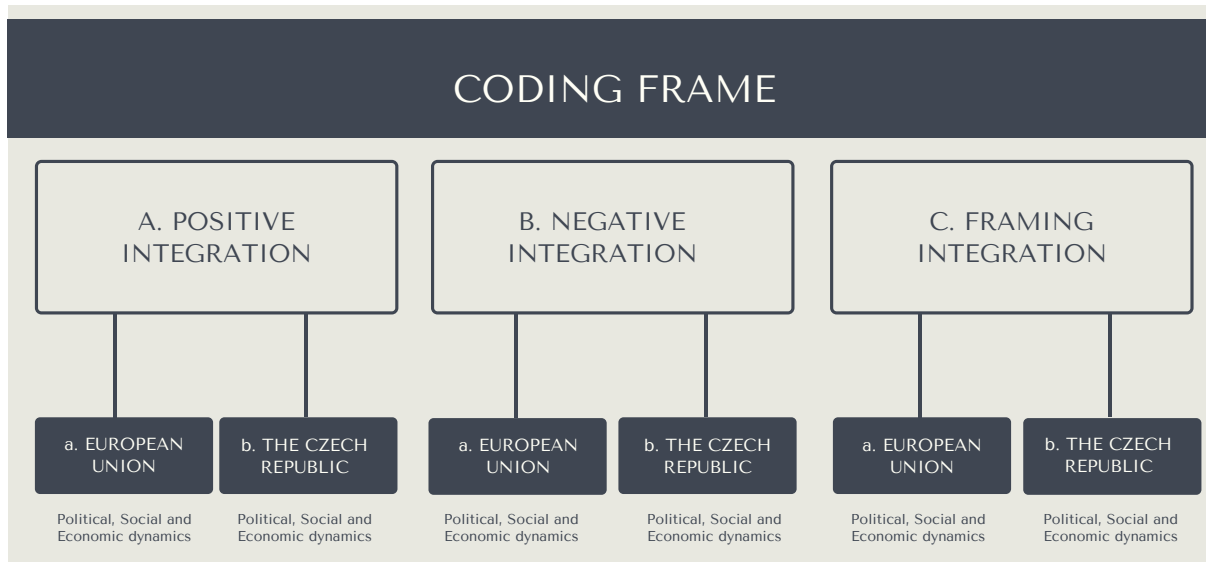 CODING FRAME
A. POSITIVE
INTEGRATION
B. NEGATIVE
INTEGRATION
C. FRAMING
INTEGRATION
a. EUROPEAN
UNION
b. THE CZECH
REPUBLIC
a. EUROPEAN
UNION
b. THE CZECH
REPUBLIC
a. EUROPEAN
UNION
b. THE CZECH
REPUBLIC
Political, Social and
Economic dynamics
Political, Social and
Economic dynamics
Political, Social and
Economic dynamics
Political, Social and
Economic dynamics
Political, Social and
Economic dynamics
Political, Social and
Economic dynamics